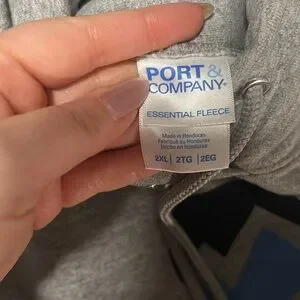 PORT &
COMPANY®
ESSENTIAL FLEECE
Made in Honduras
Fabriqué au Honduras
Hecho en Honduras
2XL | 2TG | 2EG